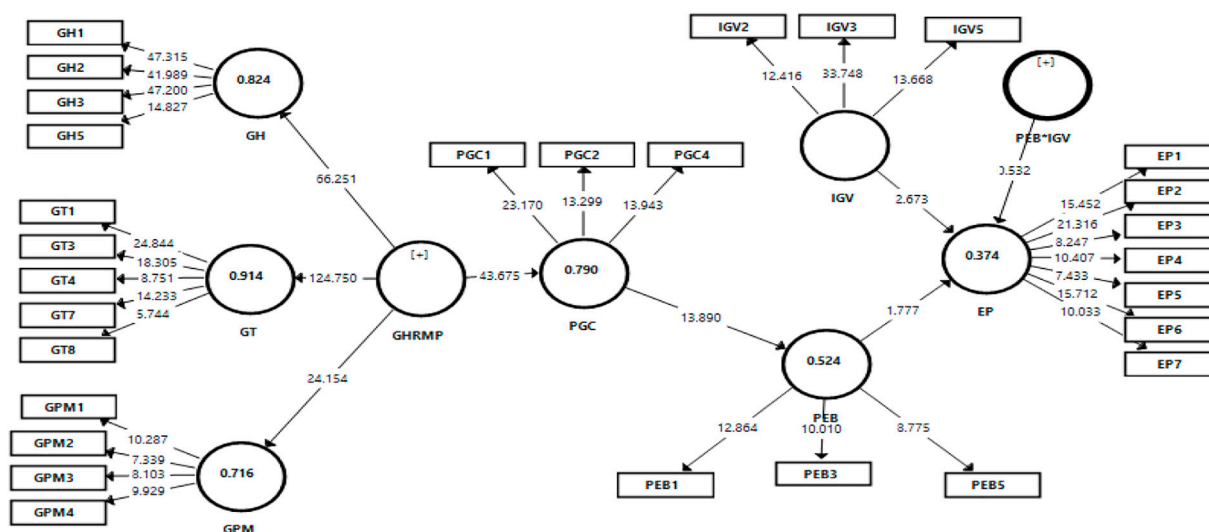 GH1
GH2
GH3
GH5
47.315
41.989
47.200
14.827
0.824
GH
66.251
GT1
GT3
GT4
GT7
GT8
24.844
18.305
8.751
14.233
5.744
0.914
GT
124.750
[+]
GHRMP
43.675
24.154
GPM1
GPM2
GPM3
GPM4
10.287
7.339
8.103
9.929
0.716
GPM
PGC1
PGC2
PGC4
23.170
13.299
13.943
0.790
PGC
13.890
IGV2
IGV3
IGV5
12.416
33.748
13.668
IGV
2.673
[+]
PEB*IGV
0.532
0.374
EP
1.777
0.524
PEB
12.864
10.010
8.775
PEB1
PEB3
PEB5
15.452
21.316
8.247
10.407
7.433
15.712
10.033
EP1
EP2
EP3
EP4
EP5
EP6
EP7